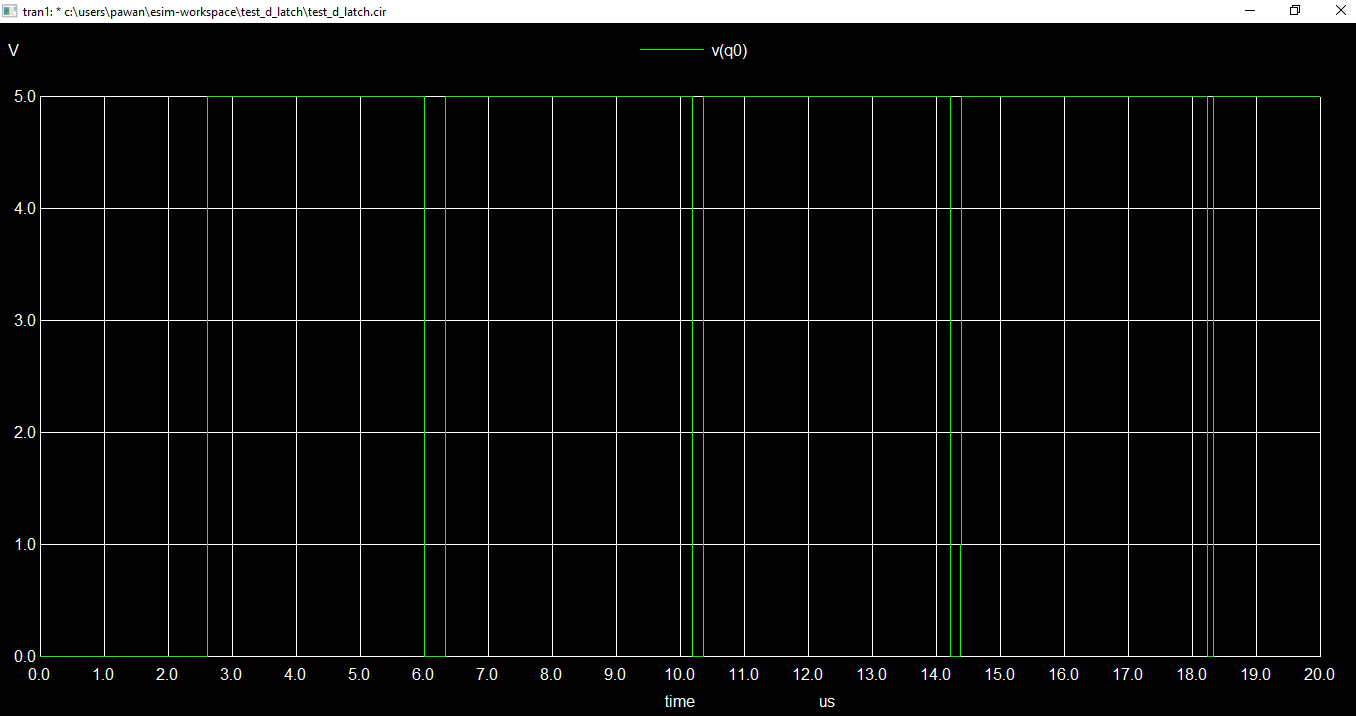 tran1: * c:\users\pawan\esim-workspace\test_d_latch\test_d_latch.cir
V
v(q0)
5.0
4.0
3.0
2.0
1.0
0.0
0.0 1.0 2.0 3.0 4.0 5.0 6.0 7.0 8.0 9.0 10.0 11.0 12.0 13.0 14.0 15.0 16.0 17.0 18.0 19.0 20.0
time us